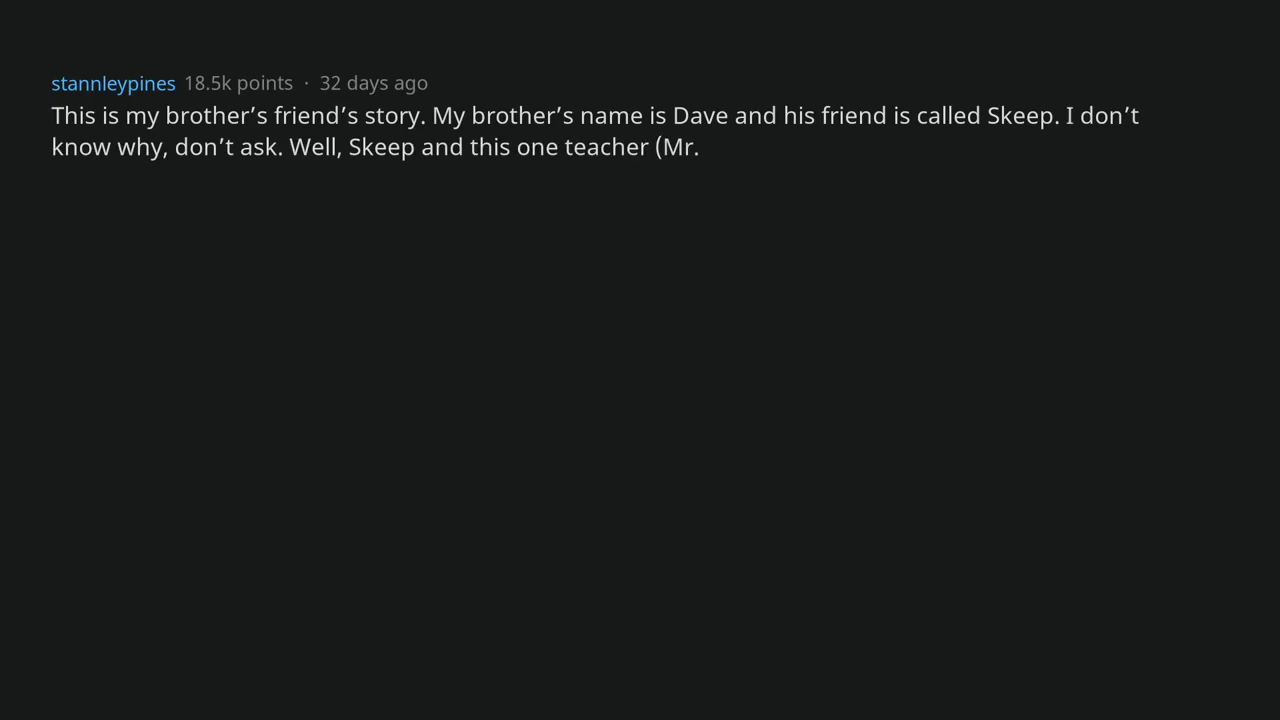 stannleypines 18.5k points · 32 days ago
This is my brother’s friend’s story. My brother’s name is Dave and his friend is called Skeep. I don’t
know why, don’t ask. Well, Skeep and this one teacher (Mr.